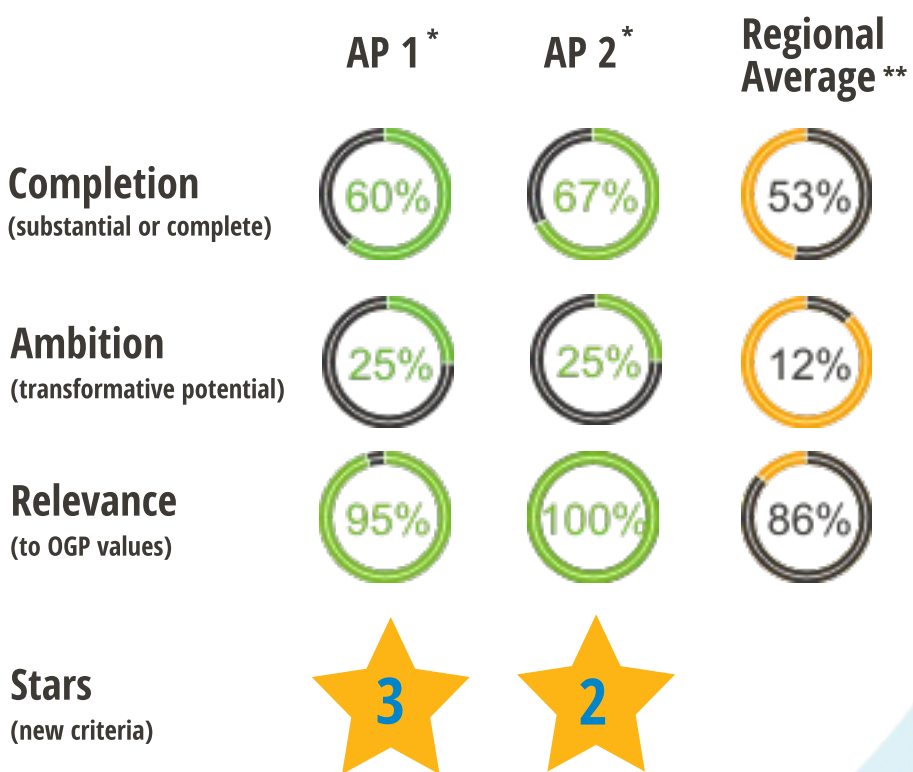 AP 1 *
AP 2 *
Regional
Average **
Completion
(substantial or complete)
60%
67%
53%
Ambition
(transformative potential)
25%
25%
12%
Relevance
(to OGP values)
95%
100%
86%
Stars
(new criteria)
3
2